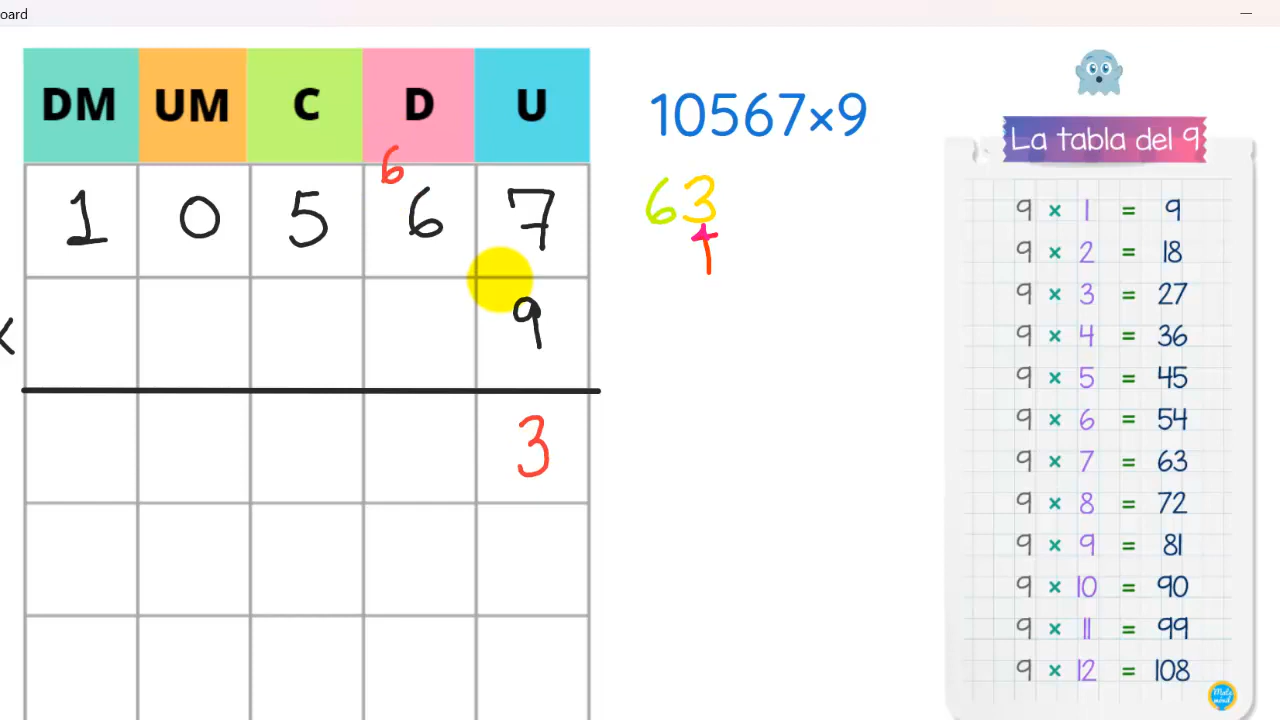 oard
DM UM C D U
10567×9
6
1 0 5 6 7
63
x 9
3
La tabla del 9
9 × 1 = 9
9 × 2 = 18
9 × 3 = 27
9 × 4 = 36
9 × 5 = 45
9 × 6 = 54
9 × 7 = 63
9 × 8 = 72
9 × 9 = 81
9 × 10 = 90
9 × 11 = 99
9 × 12 = 108